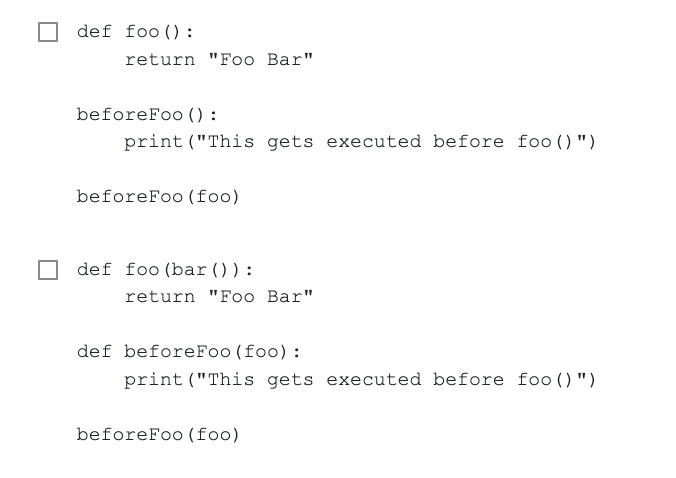 def foo():
    return "Foo Bar"
beforeFoo():
    print("This gets executed before foo()")
beforeFoo(foo)
def foo(bar()):
    return "Foo Bar"
def beforeFoo(foo):
    print("This gets executed before foo()")
beforeFoo(foo)